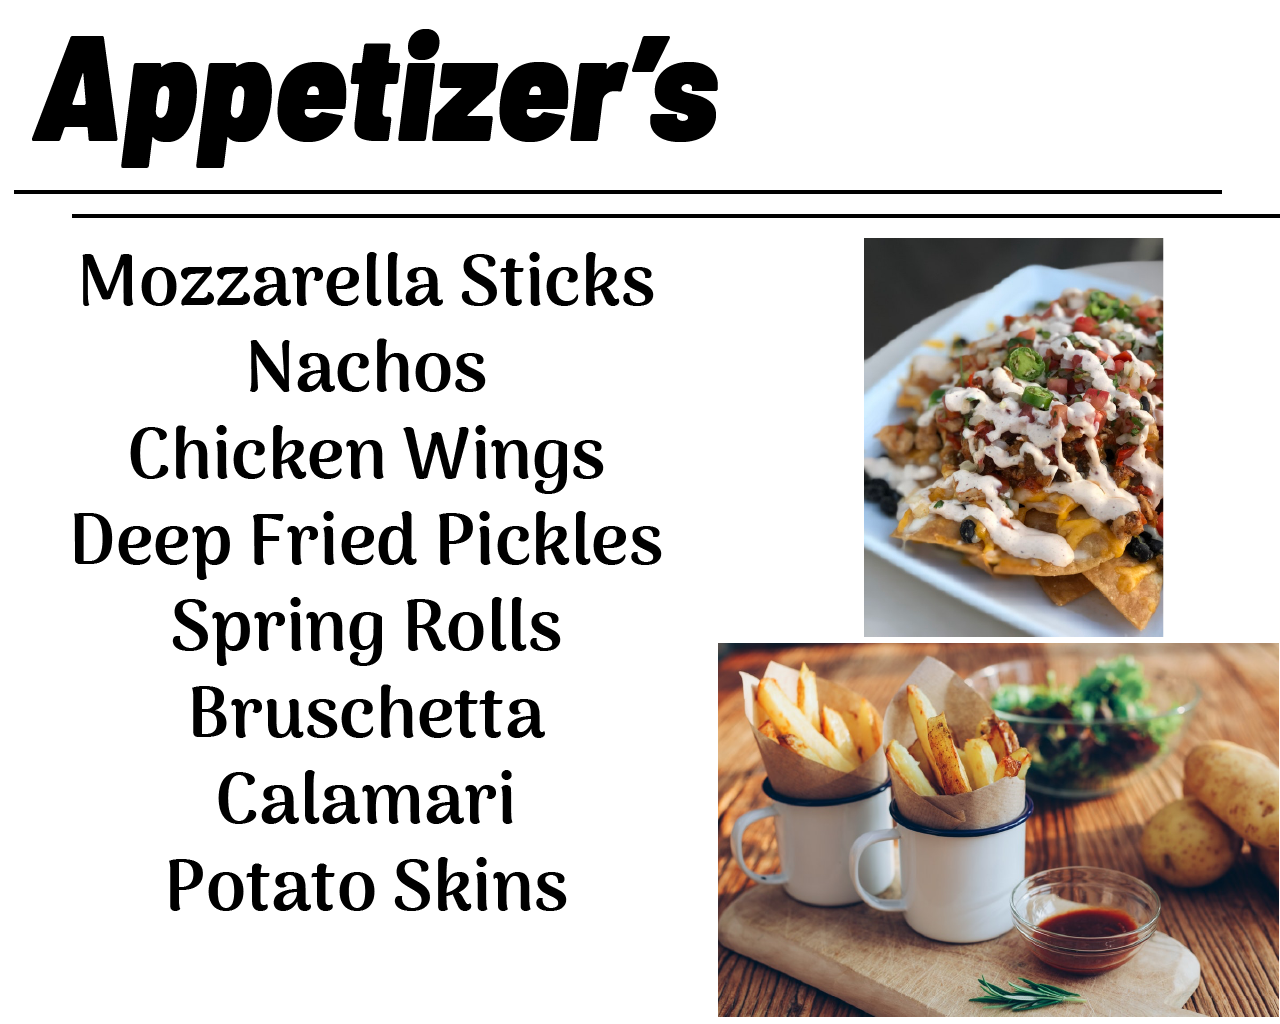 Appetizer’s
Mozzarella Sticks
Nachos
Chicken Wings
Deep Fried Pickles
Spring Rolls
Bruschetta
Calamari
Potato Skins